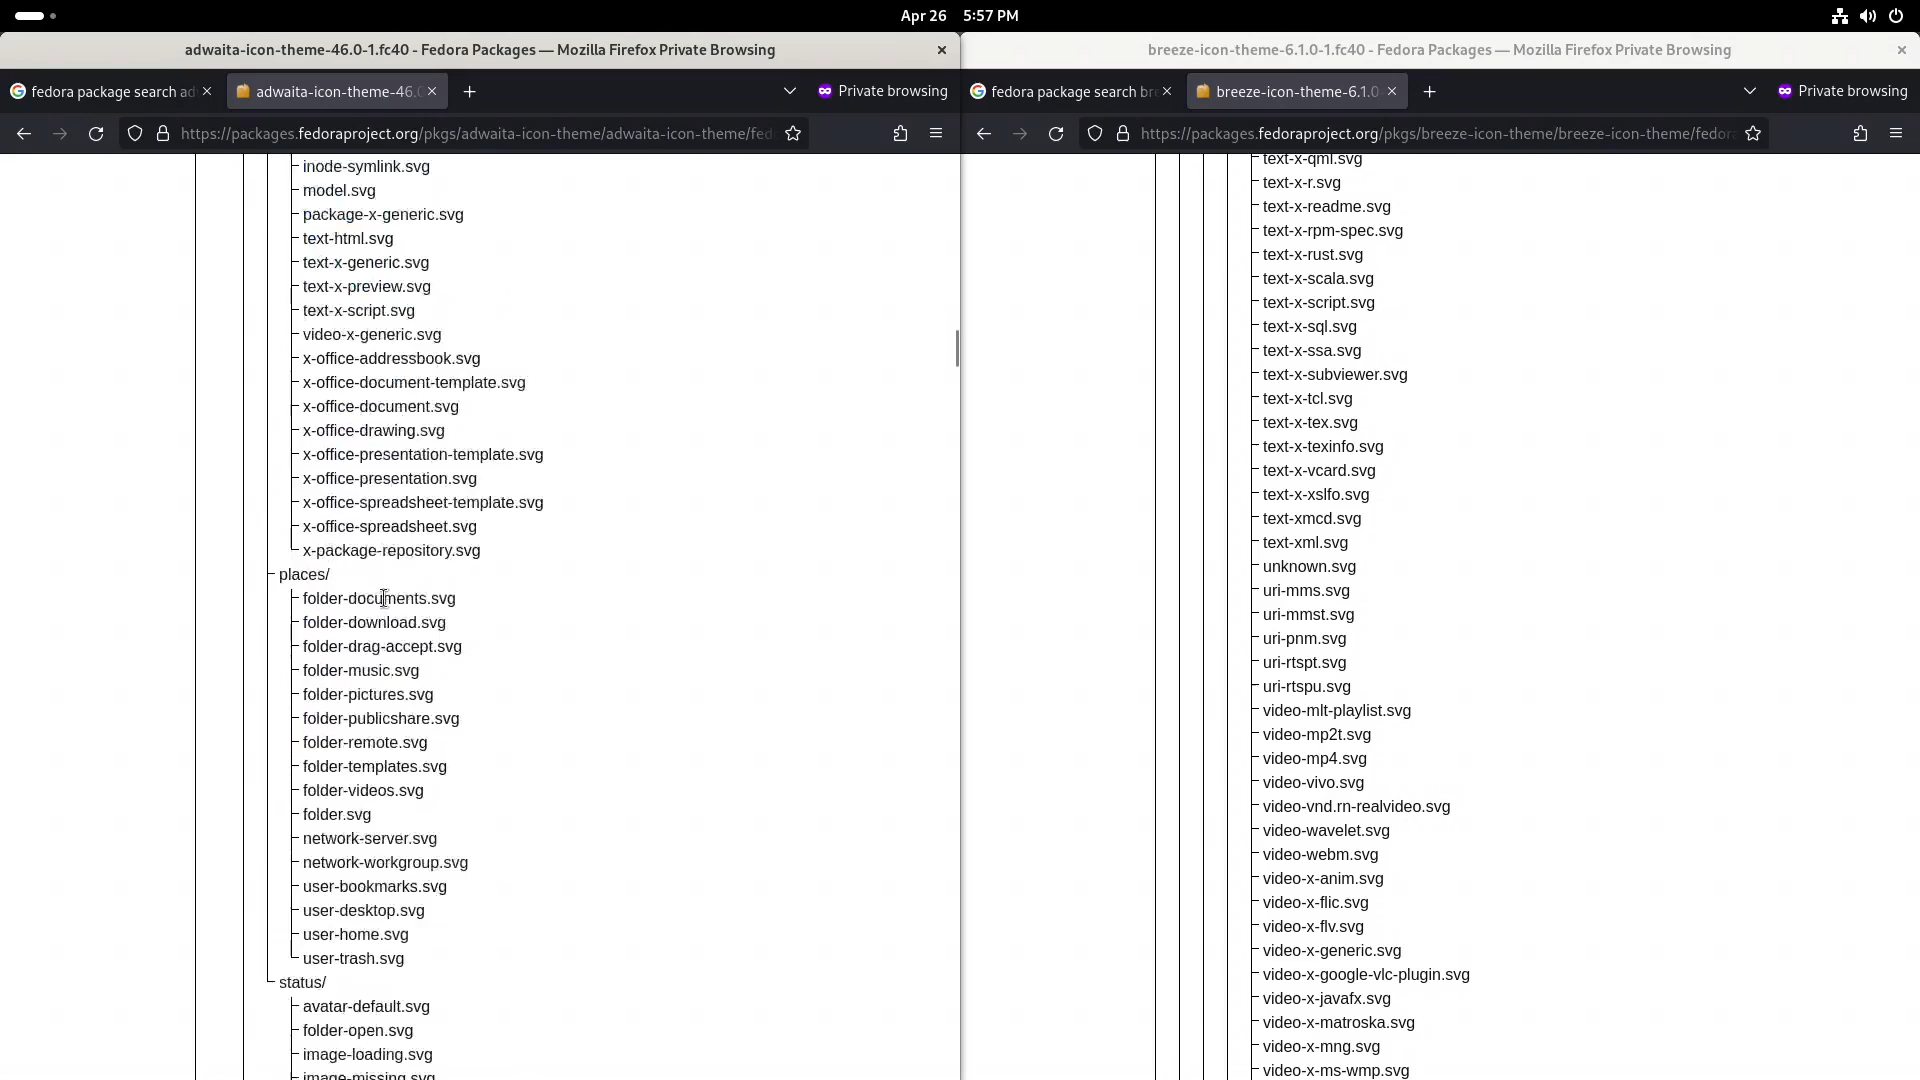 Apr 26 5:57 PM
adwaita-icon-theme-46.0-1.fc40 - Fedora Packages — Mozilla Firefox Private Browsing
fedora package search ad
adwaita-icon-theme-46.0
Private browsing
https://packages.fedoraproject.org/pkgs/adwaita-icon-theme/adwaita-icon-theme/fed
inode-symlink.svg
model.svg
package-x-generic.svg
text-html.svg
text-x-generic.svg
text-x-preview.svg
text-x-script.svg
video-x-generic.svg
x-office-addressbook.svg
x-office-document-template.svg
x-office-document.svg
x-office-drawing.svg
x-office-presentation-template.svg
x-office-presentation.svg
x-office-spreadsheet-template.svg
x-office-spreadsheet.svg
x-package-repository.svg
places/
folder-documents.svg
folder-download.svg
folder-drag-accept.svg
folder-music.svg
folder-pictures.svg
folder-publicshare.svg
folder-remote.svg
folder-templates.svg
folder-videos.svg
folder.svg
network-server.svg
network-workgroup.svg
user-bookmarks.svg
user-desktop.svg
user-home.svg
user-trash.svg
status/
avatar-default.svg
folder-open.svg
image-loading.svg
image-missing.svg
breeze-icon-theme-6.1.0-1.fc40 - Fedora Packages — Mozilla Firefox Private Browsing
fedora package search bre
breeze-icon-theme-6.1.0
Private browsing
https://packages.fedoraproject.org/pkgs/breeze-icon-theme/breeze-icon-theme/fedora
text-x-qml.svg
text-x-r.svg
text-x-readme.svg
text-x-rpm-spec.svg
text-x-rust.svg
text-x-scala.svg
text-x-script.svg
text-x-sql.svg
text-x-ssa.svg
text-x-subviewer.svg
text-x-tcl.svg
text-x-tex.svg
text-x-texinfo.svg
text-x-vcard.svg
text-x-xslfo.svg
text-xmcd.svg
text-xml.svg
unknown.svg
uri-mms.svg
uri-mmst.svg
uri-pnm.svg
uri-rtspt.svg
uri-rtspu.svg
video-mlt-playlist.svg
video-mp2t.svg
video-mp4.svg
video-vivo.svg
video-vnd.rn-realvideo.svg
video-wavelet.svg
video-webm.svg
video-x-anim.svg
video-x-flic.svg
video-x-flv.svg
video-x-generic.svg
video-x-google-vlc-plugin.svg
video-x-javafx.svg
video-x-matroska.svg
video-x-mng.svg
video-x-ms-wmp.svg